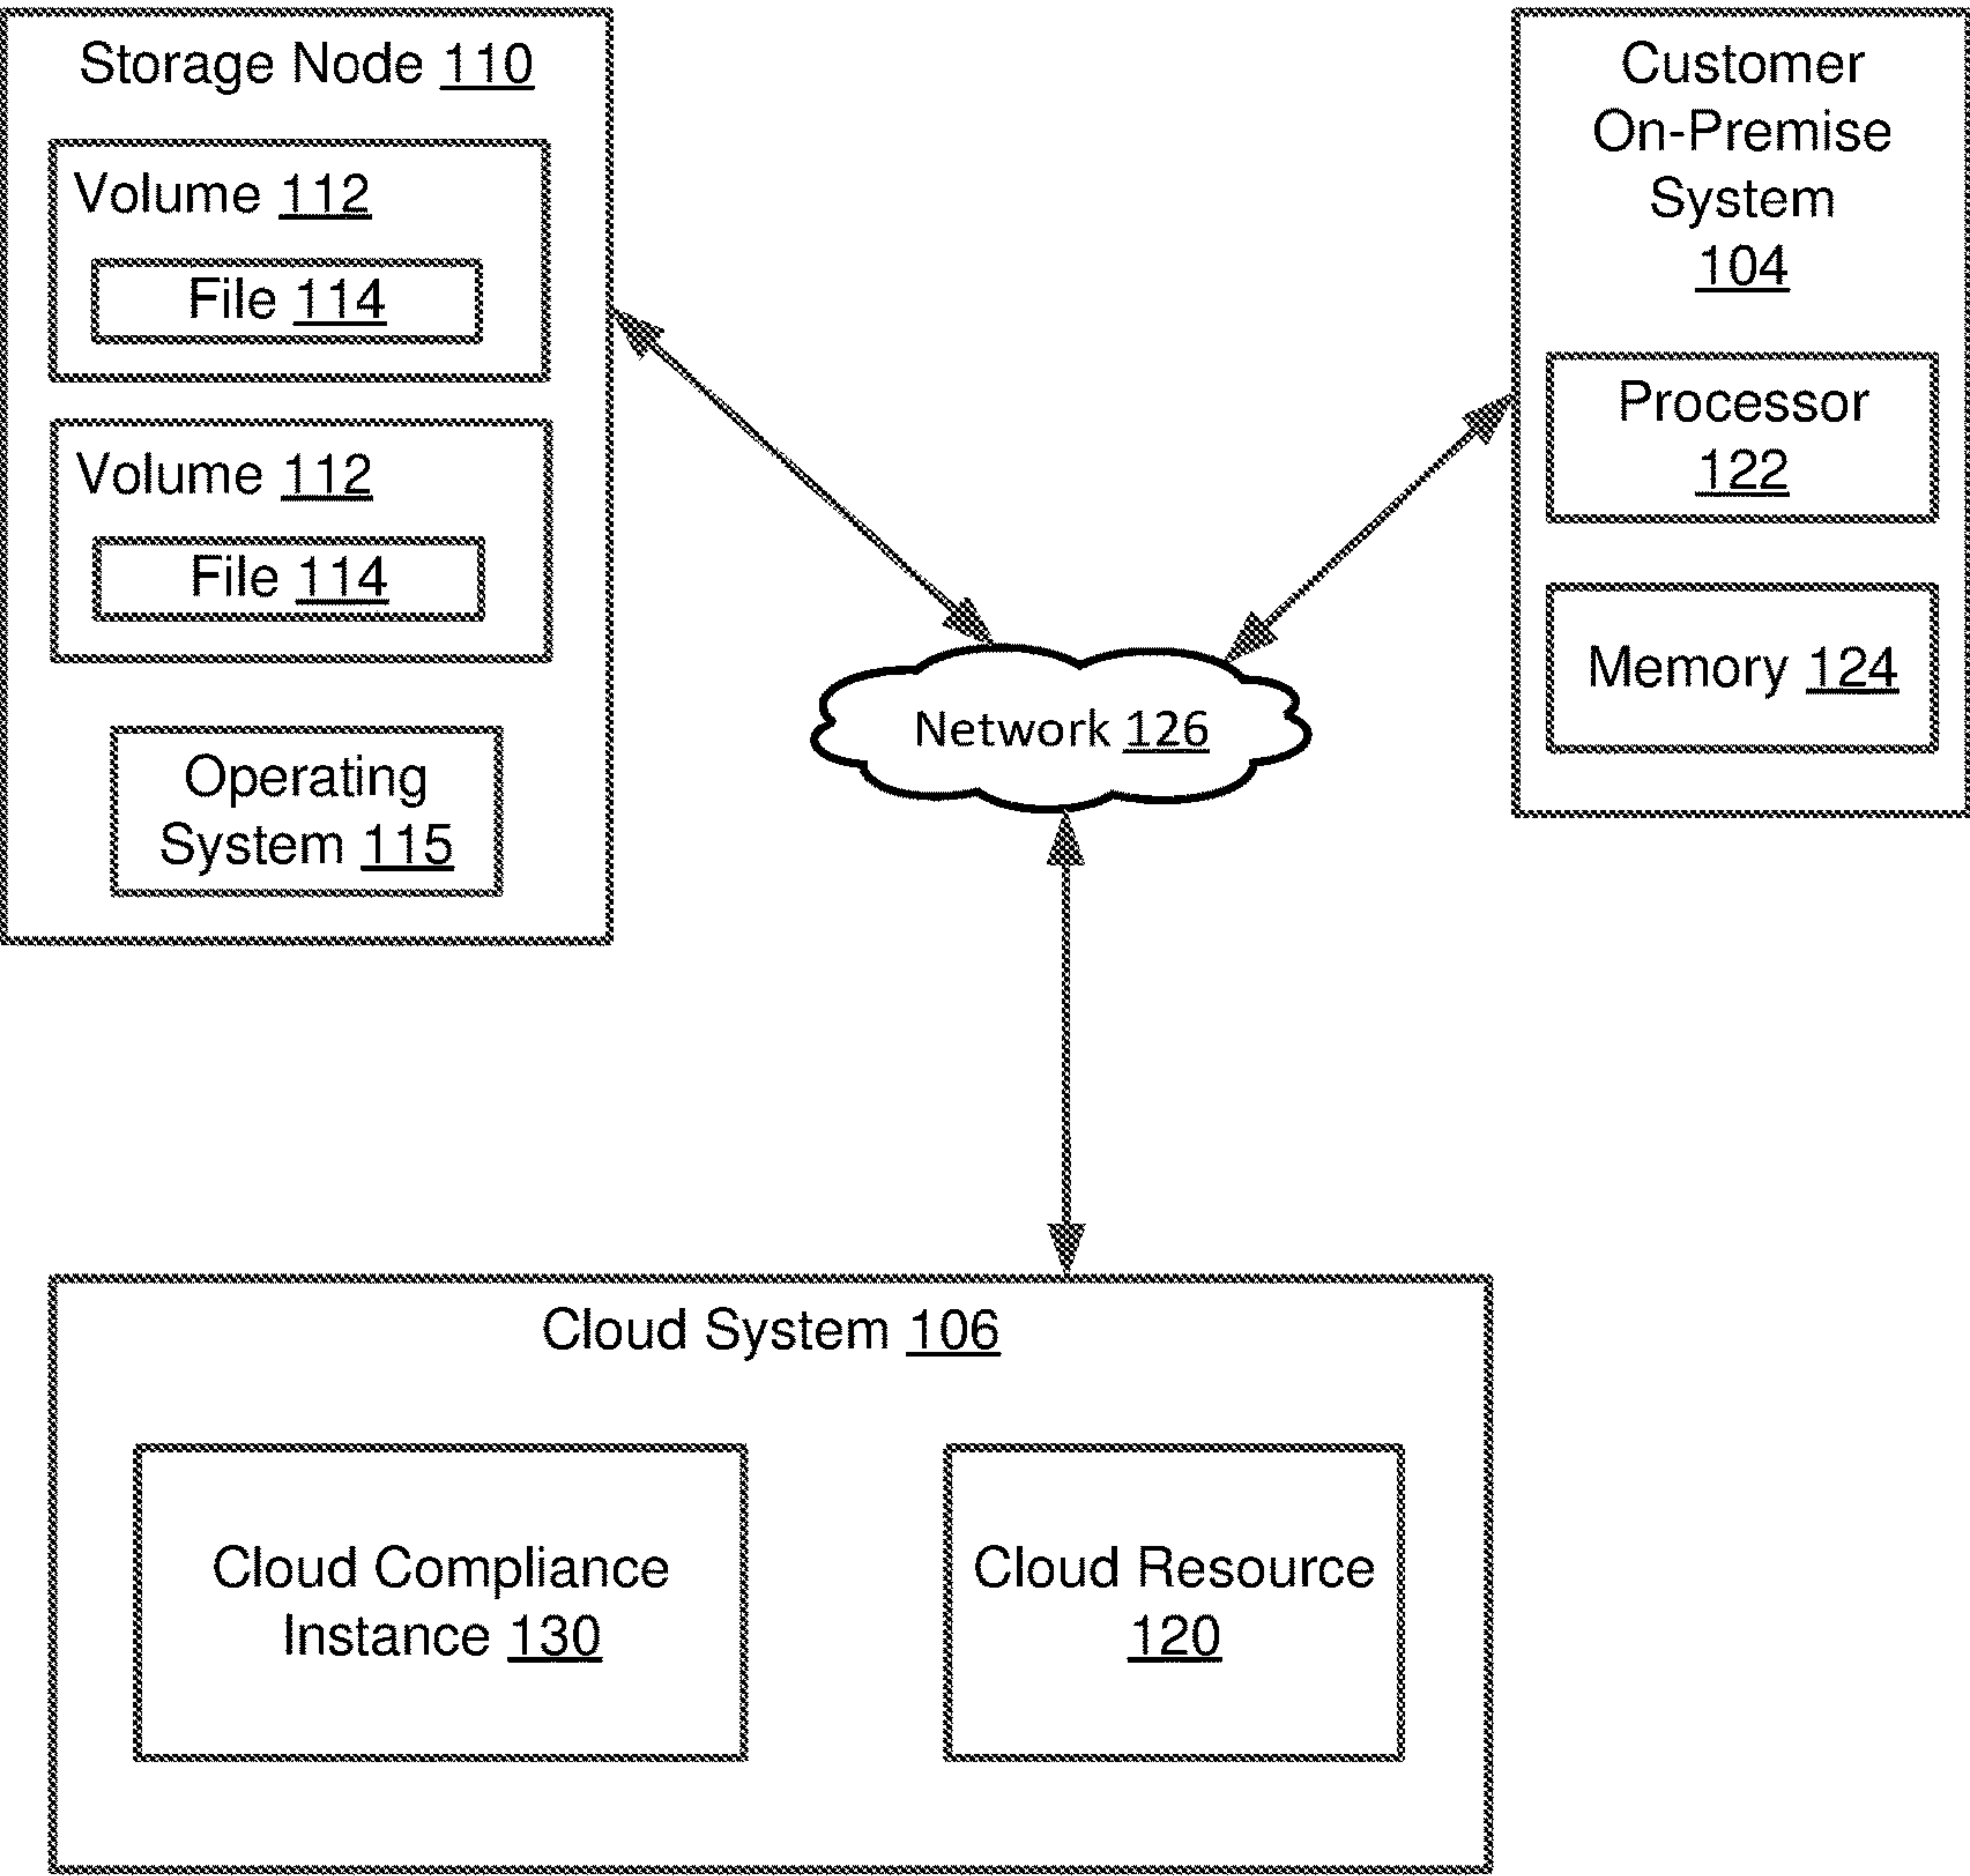 Storage Node 110
Volume 112
File 114
Volume 112
File 114
Operating
System 115
Customer
On-Premise
System
104
Processor
122
Memory 124
Network 126
Cloud System 106
Cloud Compliance
Instance 130
Cloud Resource
120